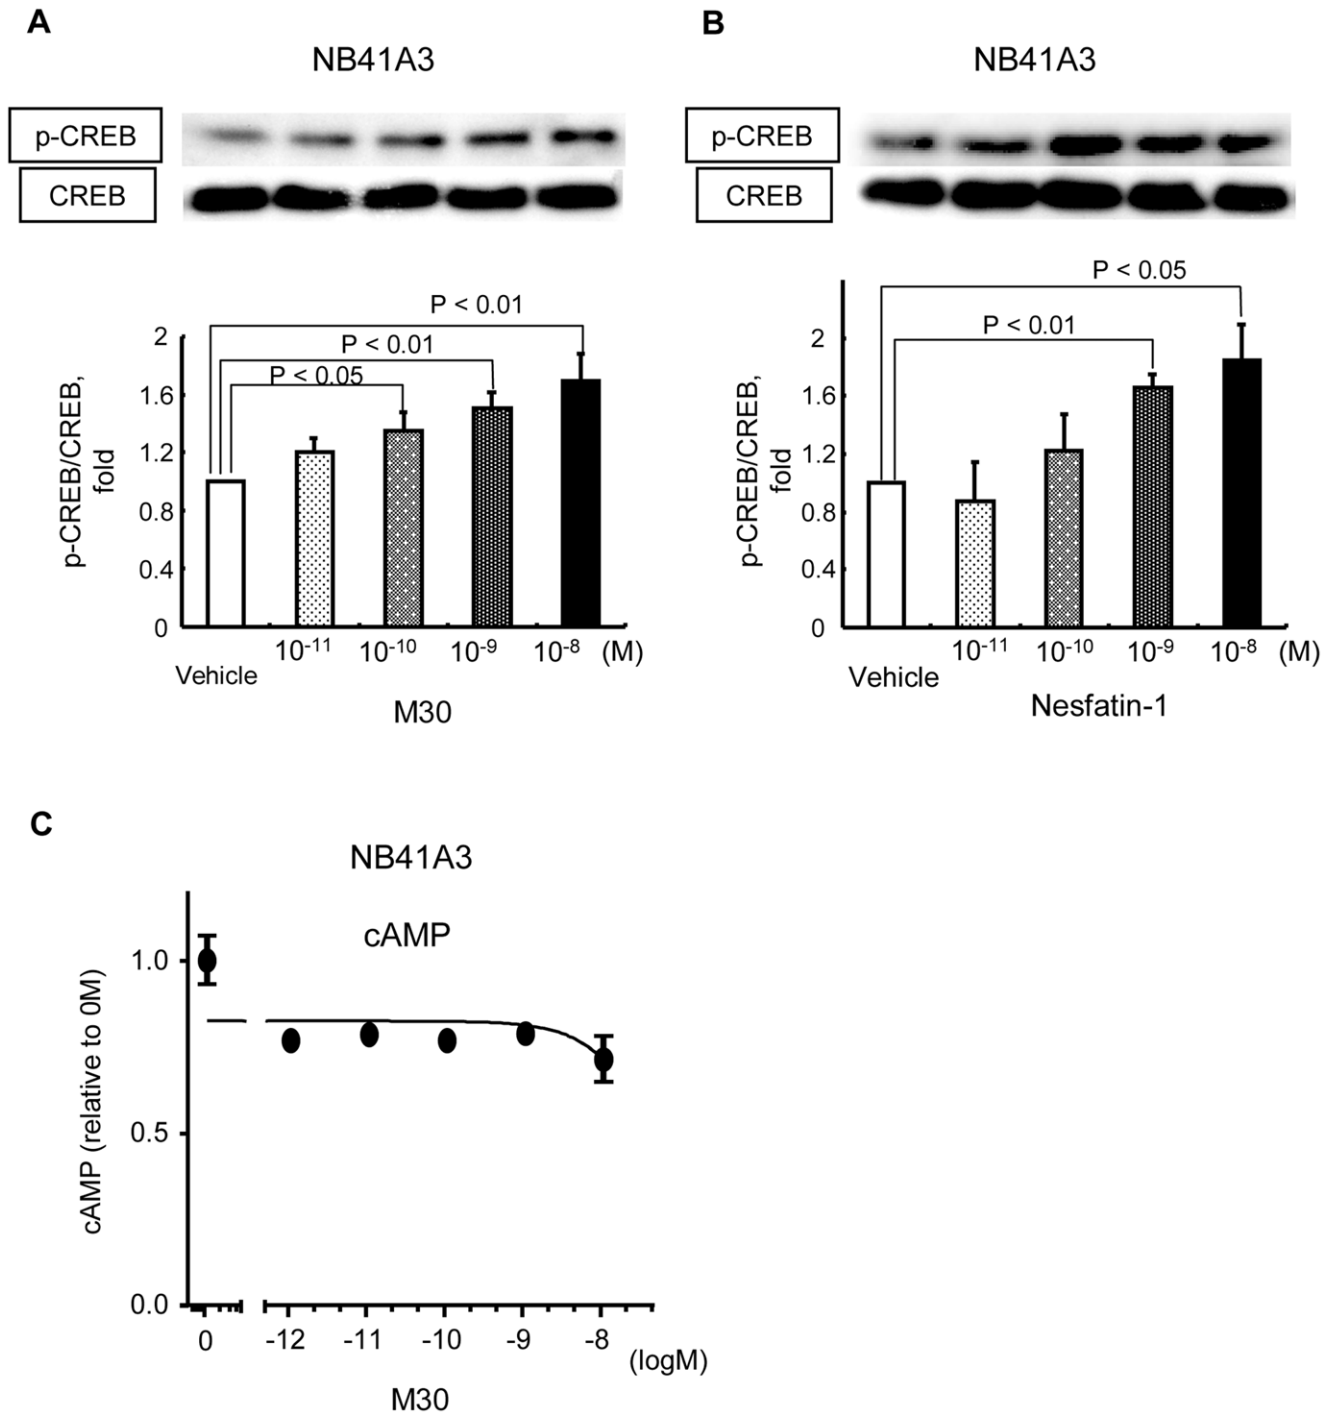 A
NB41A3
p-CREB
CREB
P < 0.01
P < 0.01
P < 0.05
p-CREB/CREB,
fold
2
1.6
1.2
0.8
0.4
0
Vehicle
10-11 10-10 10-9 10-8 (M)
M30
B
NB41A3
p-CREB
CREB
P < 0.05
P < 0.01
p-CREB/CREB,
fold
2
1.6
1.2
0.8
0.4
0
Vehicle
10-11 10-10 10-9 10-8 (M)
Nesfatin-1
C
NB41A3
cAMP
cAMP (relative to 0M)
1.0
0.5
0.0
0 -12 -11 -10 -9 -8
(logM)
M30